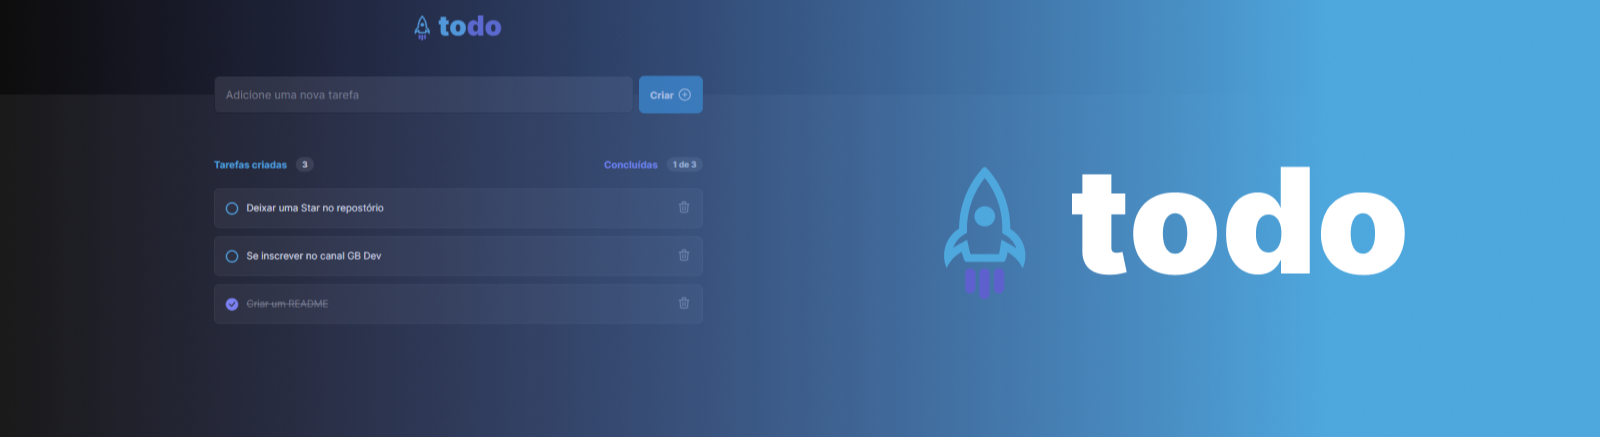 todo
Adicione uma nova tarefa
Criar
Tarefas criadas 3
Concluídas 1 de 3
Deixar uma Star no repostório
Se inscrever no canal GB Dev
Criar um README
todo